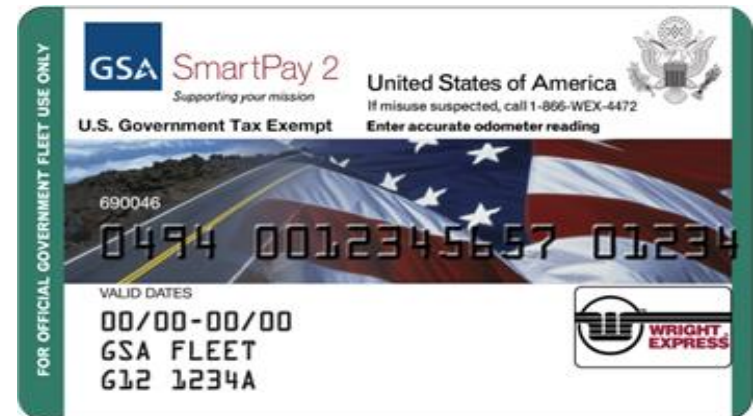 FOR OFFICIAL GOVERNMENT FLEET USE ONLY
GSA SmartPay 2
Supporting your mission
U.S. Government Tax Exempt
United States of America
If misuse suspected, call 1-866-WEX-4472
Enter accurate odometer reading
690046
0494 0012345657 01234
VALID DATES
00/00-00/00
GSA FLEET
G12 1234A
WRIGHT
EXPRESS